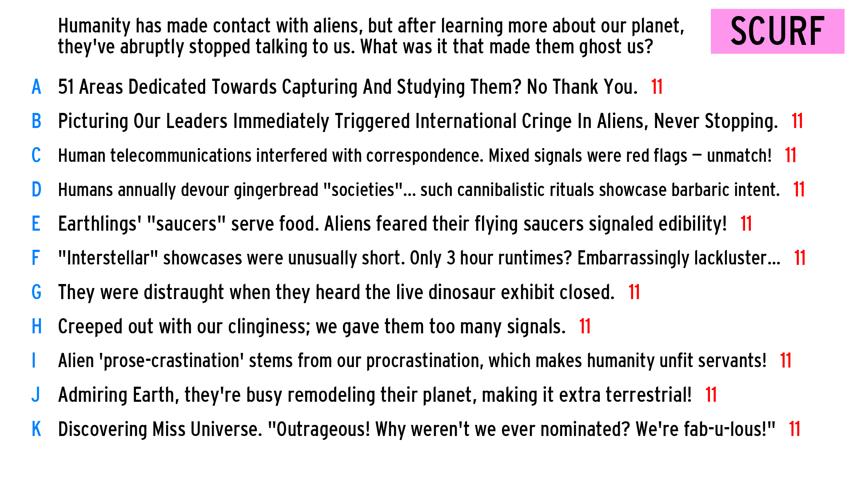 Humanity has made contact with aliens, but after learning more about our planet,
they've abruptly stopped talking to us. What was it that made them ghost us?
SCURF
A 51 Areas Dedicated Towards Capturing And Studying Them? No Thank You. 11
B Picturing Our Leaders Immediately Triggered International Cringe In Aliens, Never Stopping. 11
C Human telecommunications interfered with correspondence. Mixed signals were red flags – unmatch! 11
D Humans annually devour gingerbread "societies"... such cannibalistic rituals showcase barbaric intent. 11
E Earthlings' "saucers" serve food. Aliens feared their flying saucers signaled edibility! 11
F "Interstellar" showcases were unusually short. Only 3 hour runtimes? Embarrassingly lackluster... 11
G They were distraught when they heard the live dinosaur exhibit closed. 11
H Creeped out with our clinginess; we gave them too many signals. 11
I Alien 'prose-crastination' stems from our procrastination, which makes humanity unfit servants! 11
J Admiring Earth, they're busy remodeling their planet, making it extra terrestrial! 11
K Discovering Miss Universe. "Outrageous! Why weren't we ever nominated? We're fab-u-lous!" 11